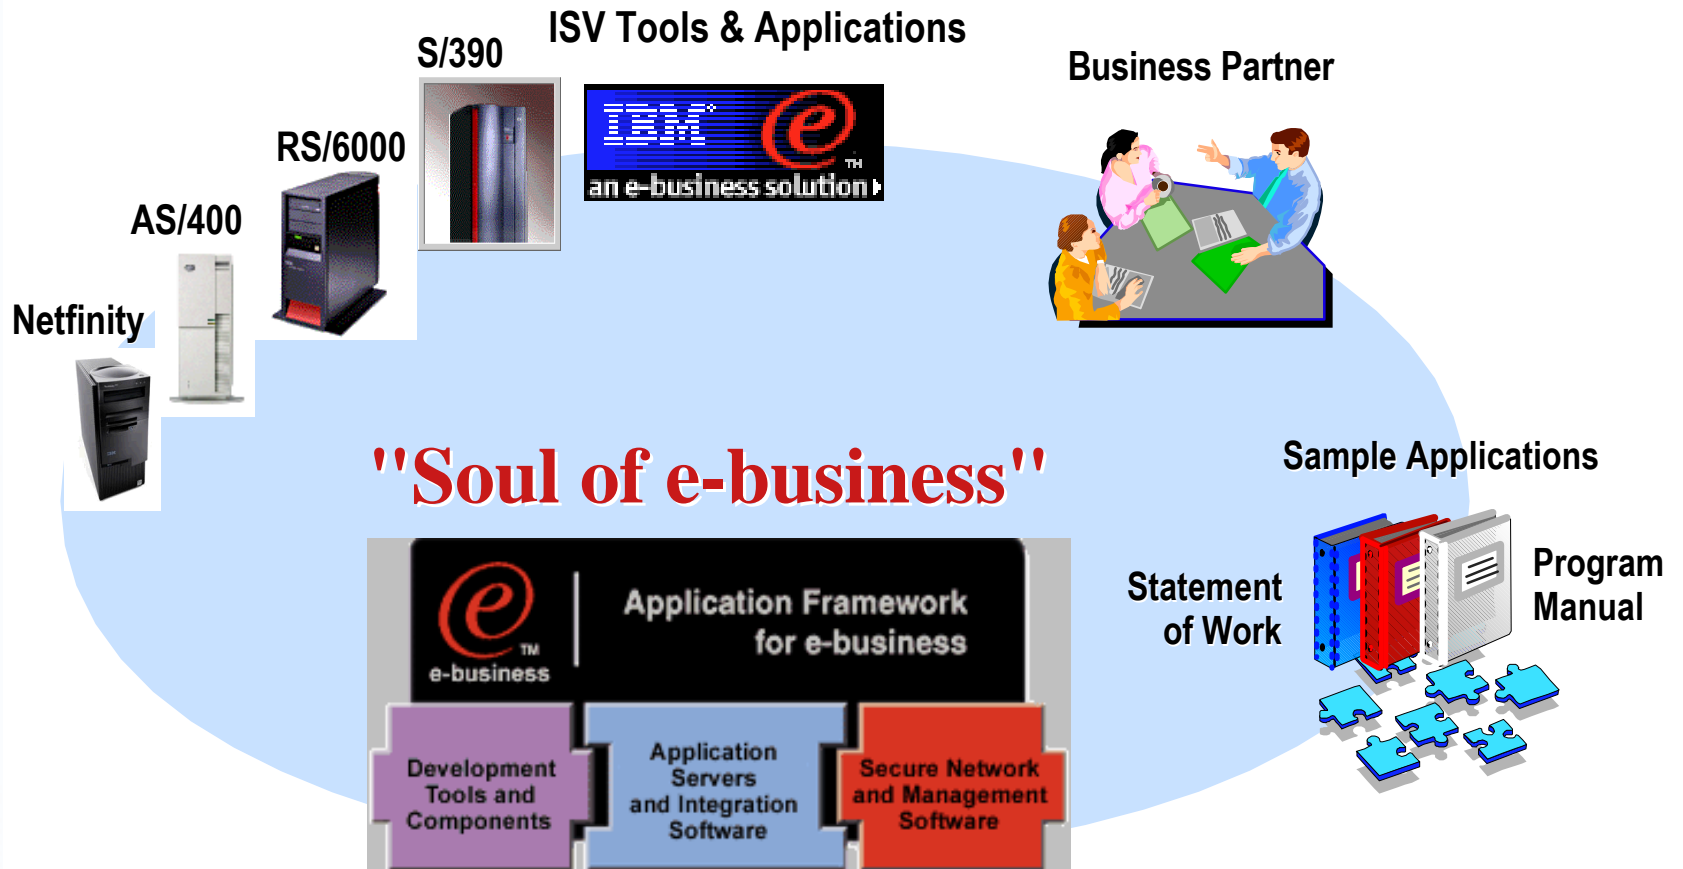 ISV Tools & Applications
S/390
Business Partner
RS/6000
IBM
TM
an e-business solution
AS/400
Netfinity
"Soul of e-business"
Sample Applications
Statement
of Work
Program
Manual
e
TM
e-business
Application Framework
for e-business
Development
Tools and
Components
Application
Servers
and Integration
Software
Secure Network
and Management
Software